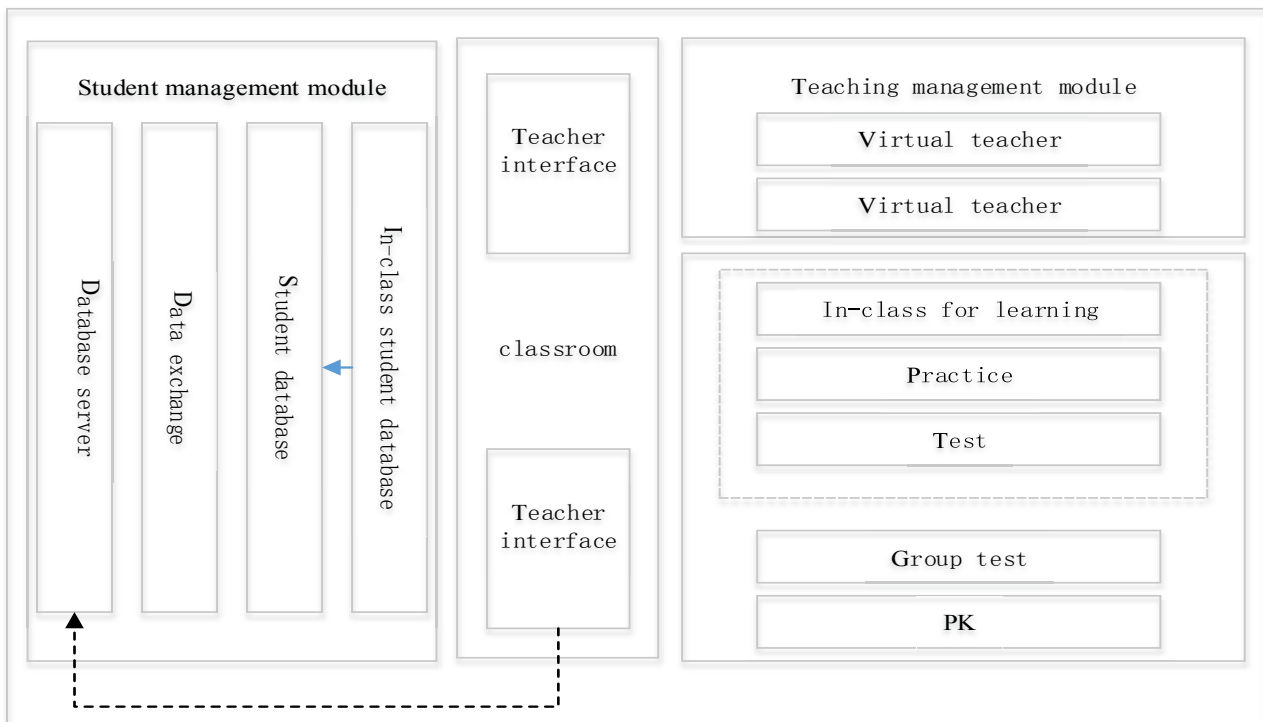 Student management module
Database server
Data exchange
Student database
In-class student database
Teacher
interface
classroom
Teacher
interface
Teaching management module
Virtual teacher
Virtual teacher
In-class for learning
Practice
Test
Group test
PK